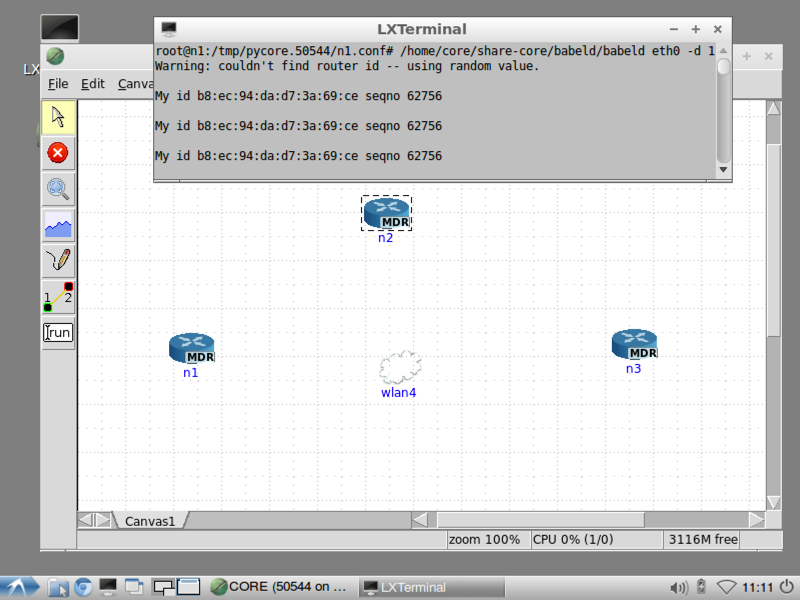 LXTerminal
root@n1:/tmp/pycore.50544/n1.conf# /home/core/share-core/babeld/babeld eth0 -d 1
Warning: couldn't find router id -- using random value.
My id b8:ec:94:da:d7:3a:69:ce seqno 62756
My id b8:ec:94:da:d7:3a:69:ce seqno 62756
My id b8:ec:94:da:d7:3a:69:ce seqno 62756
LX
File Edit Canva
1 2
run
MDR
n2
MDR
n1
MDR
n3
wlan4
Canvas1
zoom 100% CPU 0% (1/0) 3116M free
CORE (50544 on ... LXTerminal 11:11